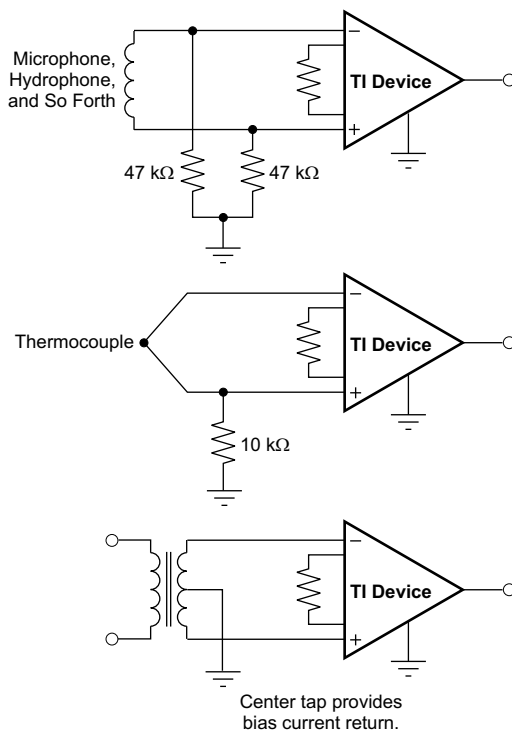 Microphone,
Hydrophone,
and So Forth
−
TI Device
+
47 kΩ
47 kΩ
−
Thermocouple
TI Device
+
10 kΩ
−
TI Device
+
Center tap provides
bias current return.